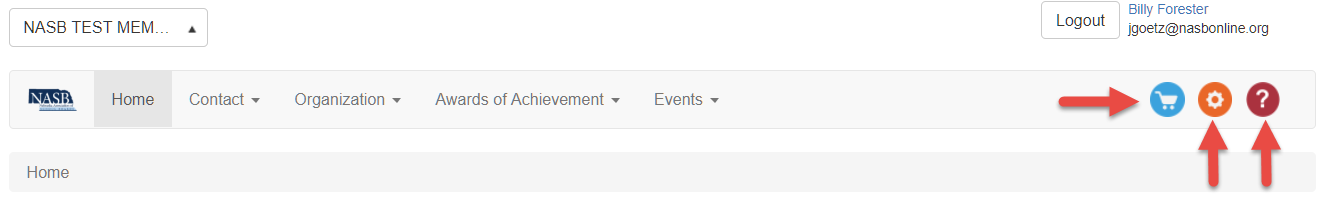 NASB TEST MEM...
Logout
Billy Forester
jgoetz@nasbonline.org
NASB
Home
Contact
Organization
Awards of Achievement
Events
?
Home